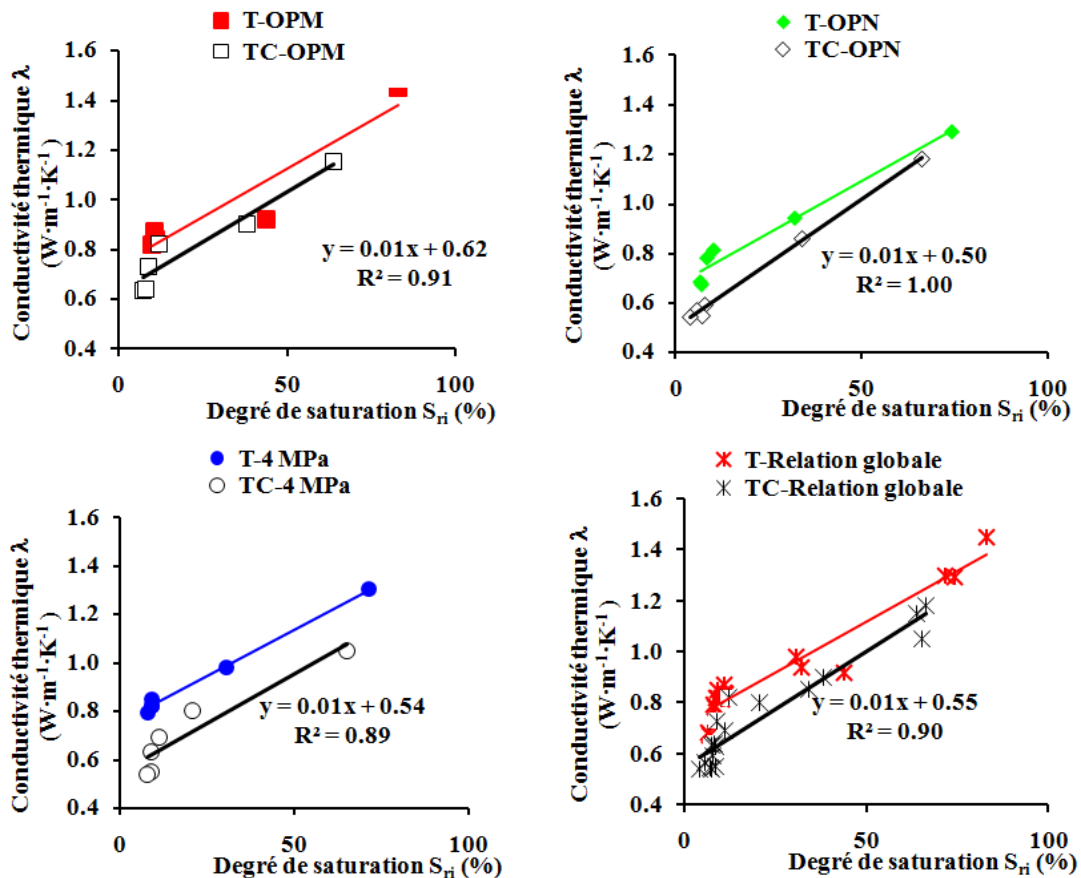 T-OPM
TC-OPM
Conductivité thermique λ
(W·m⁻¹·K⁻¹)
1.6
1.4
1.2
1.0
0.8
0.6
0.4
y = 0.01x + 0.62
R² = 0.91
0
50
100
Degré de saturation Sri (%)
T-OPN
TC-OPN
Conductivité thermique λ
(W·m⁻¹·K⁻¹)
1.6
1.4
1.2
1.0
0.8
0.6
0.4
y = 0.01x + 0.50
R² = 1.00
0
50
100
Degré de saturation Sri (%)
T-4 MPa
TC-4 MPa
Conductivité thermique λ
(W·m⁻¹·K⁻¹)
1.6
1.4
1.2
1.0
0.8
0.6
0.4
y = 0.01x + 0.54
R² = 0.89
0
50
100
Degré de saturation Sri (%)
T-Relation globale
TC-Relation globale
Conductivité thermique λ
(W·m⁻¹·K⁻¹)
1.6
1.4
1.2
1.0
0.8
0.6
0.4
y = 0.01x + 0.55
R² = 0.90
0
50
100
Degré de saturation Sri (%)